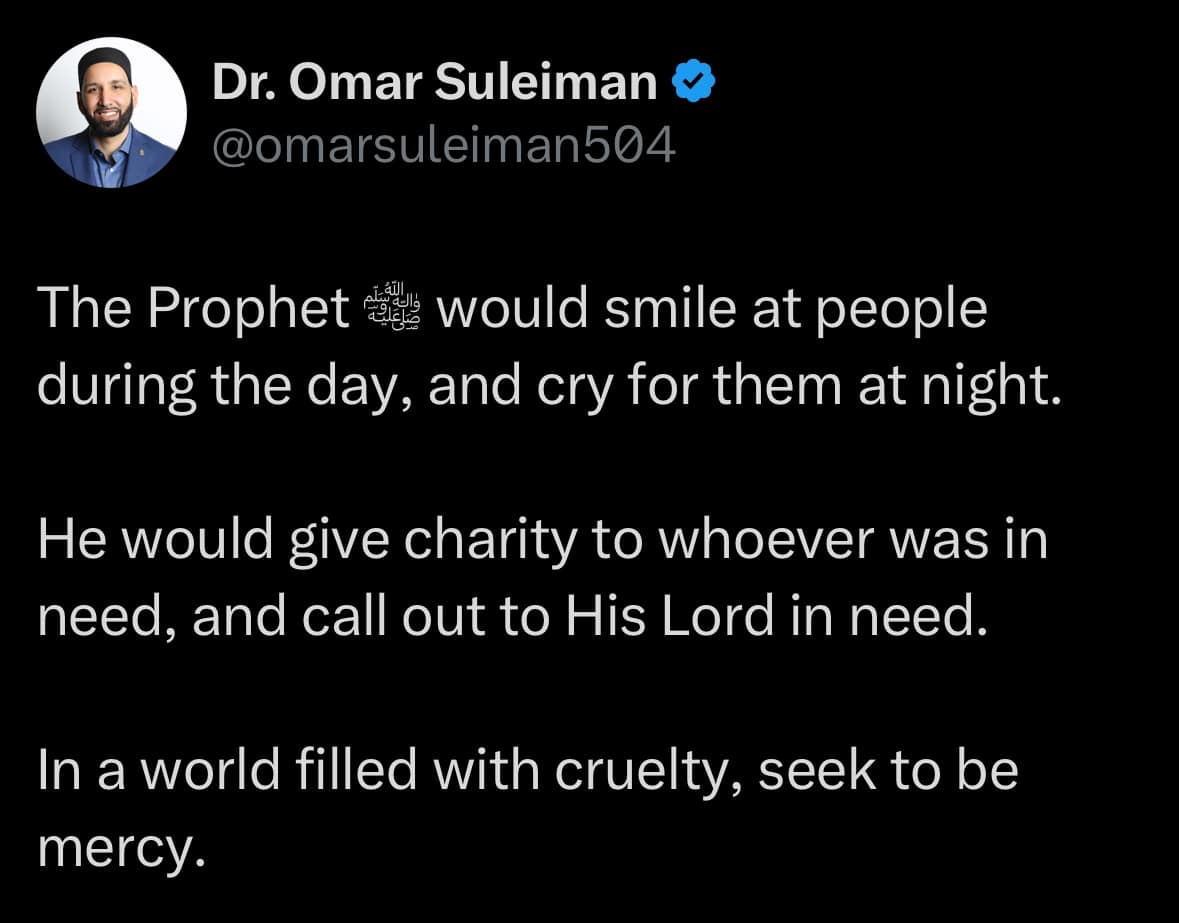 Dr. Omar Suleiman
@omarsuleiman504
The Prophet ﷺ would smile at people
during the day, and cry for them at night.
He would give charity to whoever was in
need, and call out to His Lord in need.
In a world filled with cruelty, seek to be
mercy.